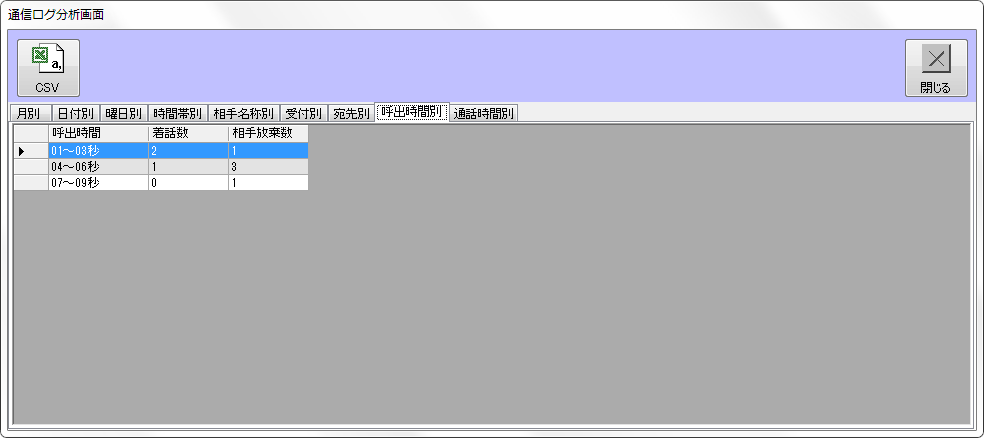 通信ログ分析画面
a,
CSV
閉じる
月別 日付別 曜日別 時間帯別 相手名称別 受付別 宛先別 呼出時間別 通話時間別
呼出時間 着話数 相手放棄数
01～03秒 2 1
04～06秒 1 3
07～09秒 0 1